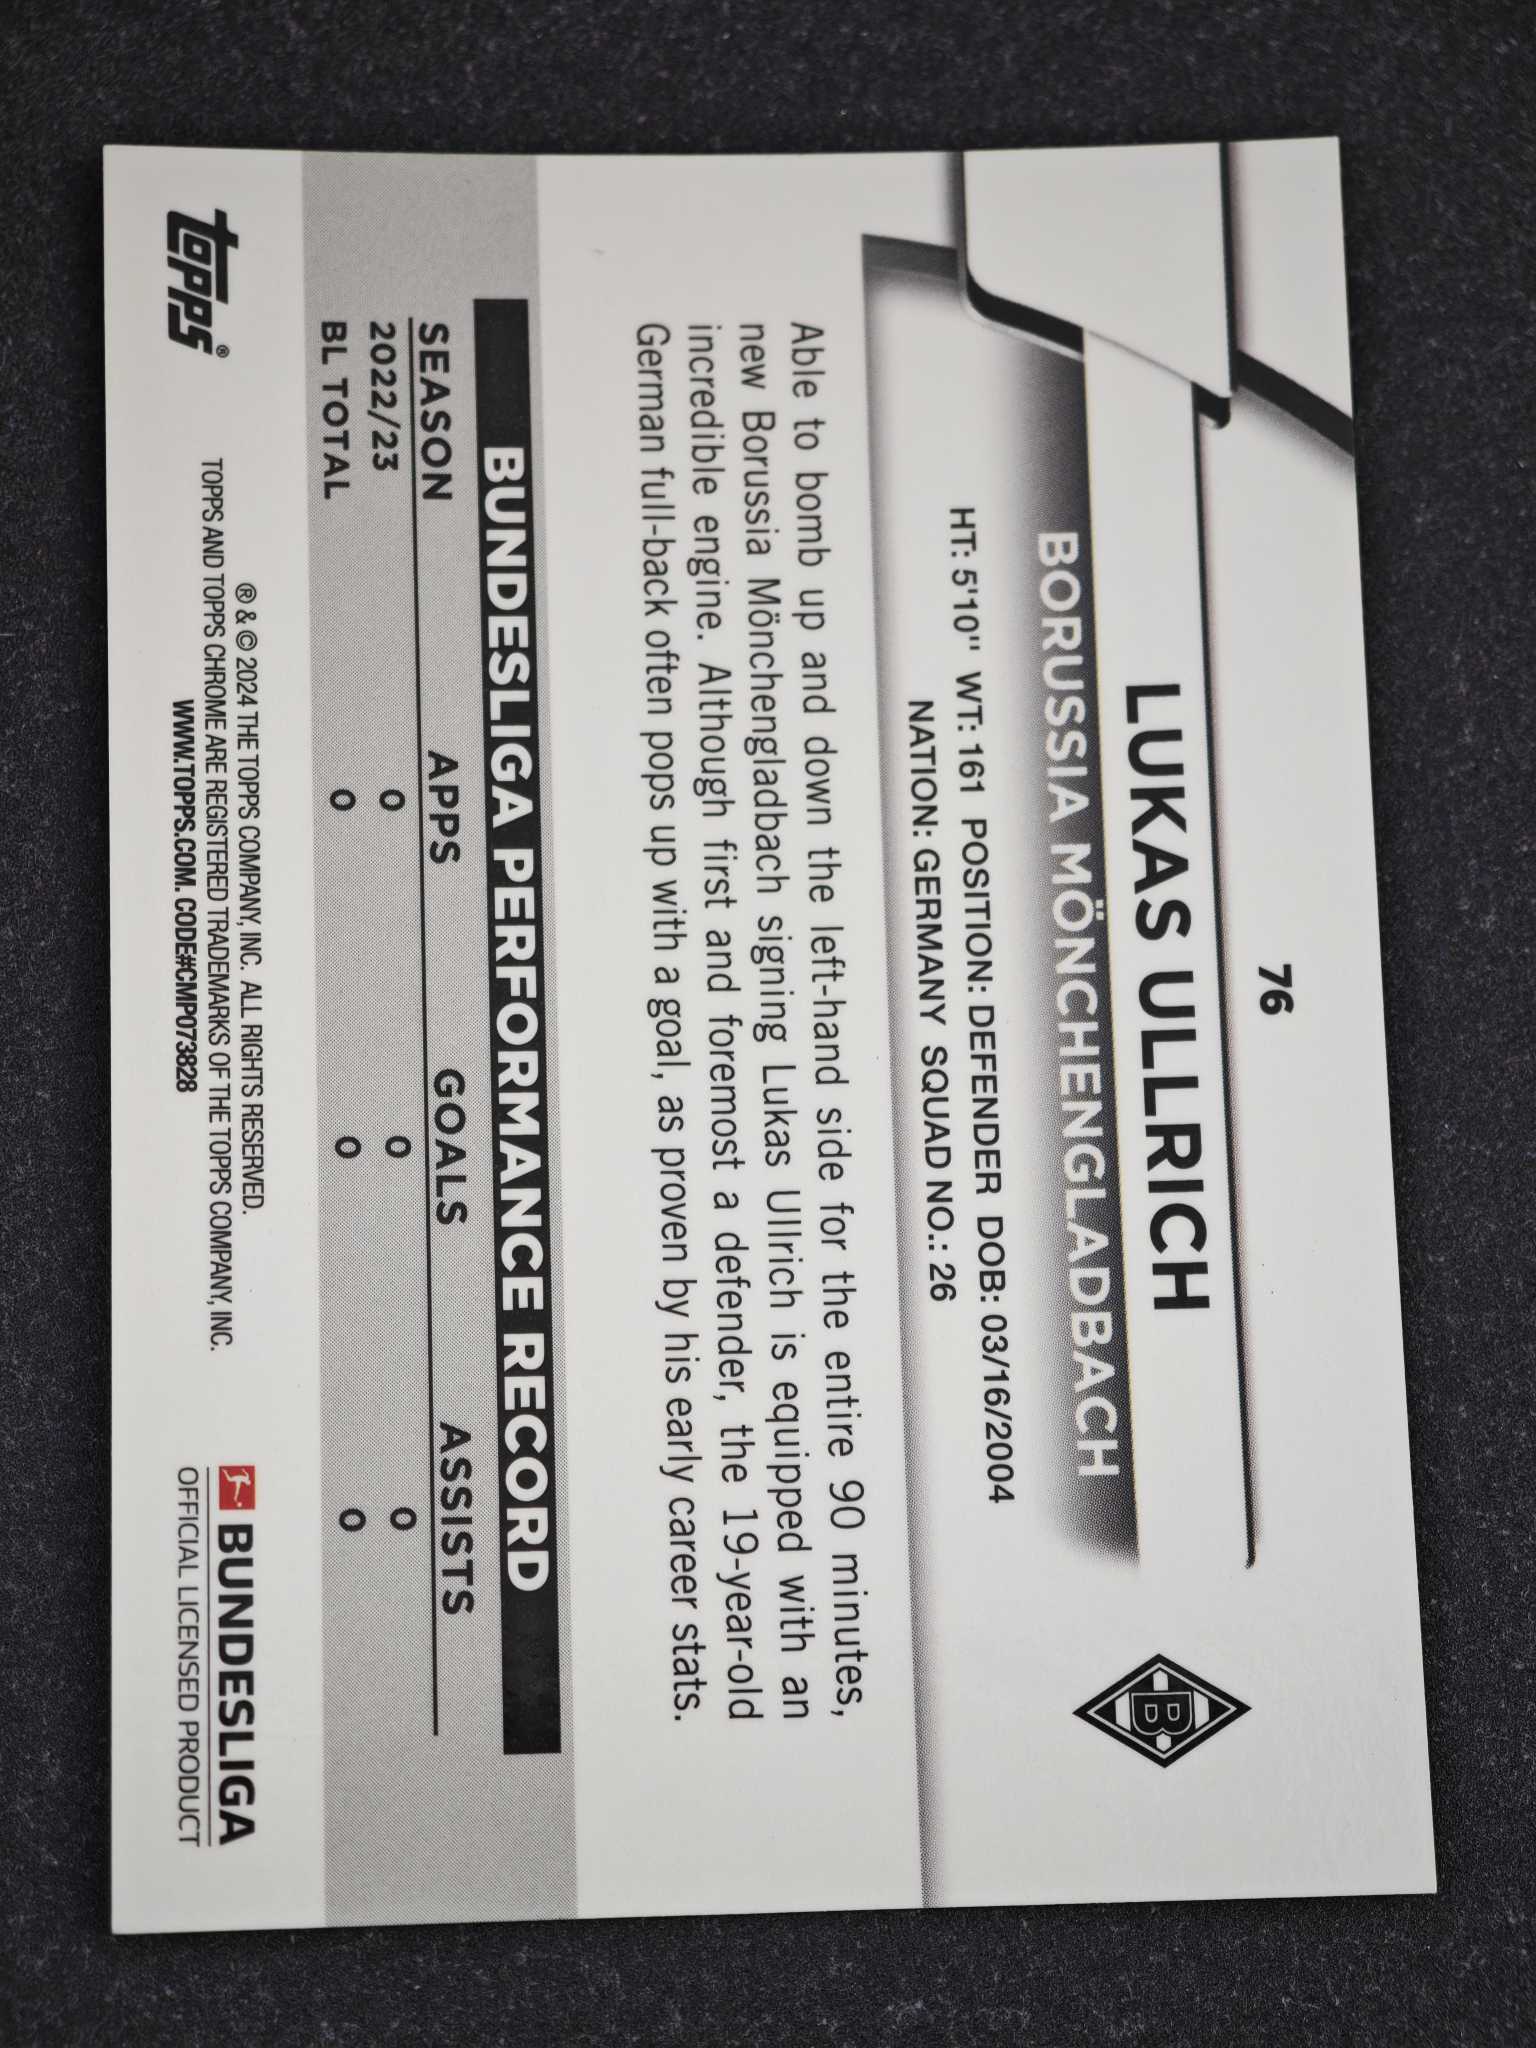 76
LUKAS ULLRICH
BORUSSIA MÖNCHENGLADBACH
HT: 5'10" WT: 161 POSITION: DEFENDER DOB: 03/16/2004
NATION: GERMANY SQUAD NO.: 26
B
Able to bomb up and down the left-hand side for the entire 90 minutes,
new Borussia Mönchengladbach signing Lukas Ullrich is equipped with an
incredible engine. Although first and foremost a defender, the 19-year-old
German full-back often pops up with a goal, as proven by his early career stats.
BUNDESLIGA PERFORMANCE RECORD
SEASON APPS GOALS ASSISTS
2022/23 0 0 0
BL TOTAL 0 0 0
topps®
® & © 2024 THE TOPPS COMPANY, INC. ALL RIGHTS RESERVED.
TOPPS AND TOPPS CHROME ARE REGISTERED TRADEMARKS OF THE TOPPS COMPANY, INC.
WWW.TOPPS.COM. CODE#CMP073828
BUNDESLIGA
OFFICIAL LICENSED PRODUCT